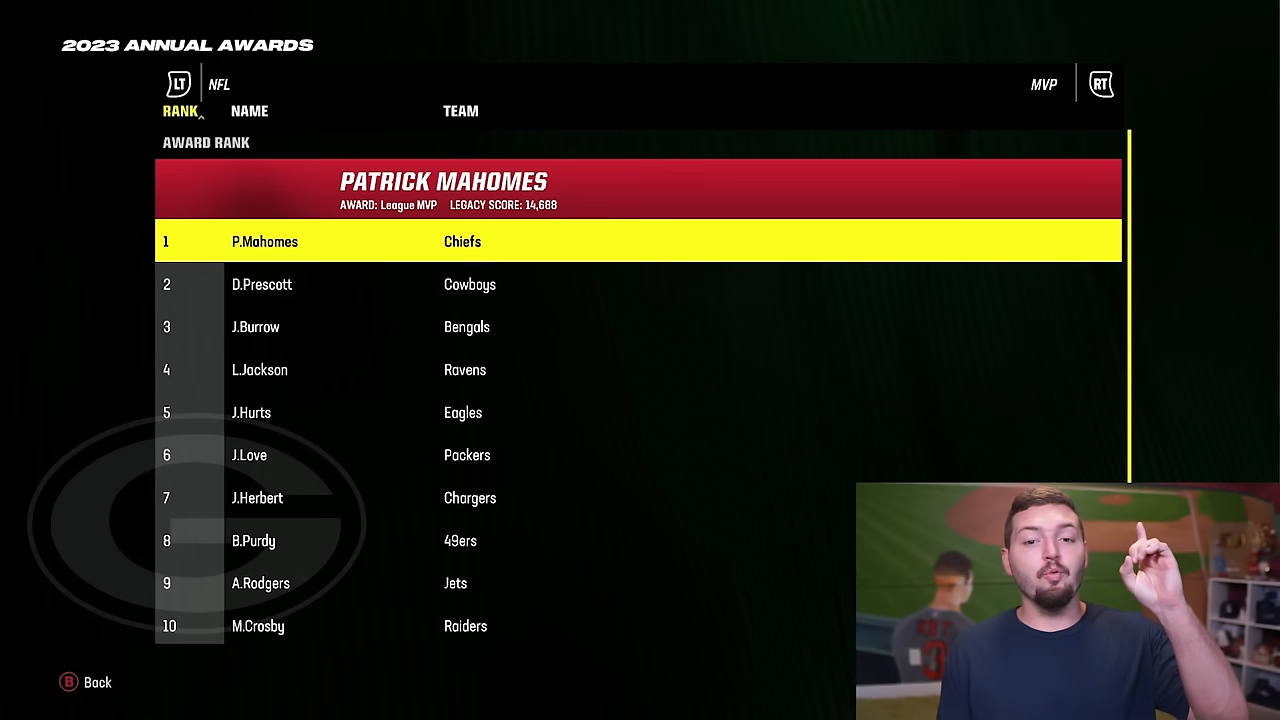 2023 ANNUAL AWARDS
LT NFL MVP RT
RANK NAME TEAM
AWARD RANK
PATRICK MAHOMES
AWARD: League MVP LEGACY SCORE: 14,688
1 P.Mahomes Chiefs
2 D.Prescott Cowboys
3 J.Burrow Bengals
4 L.Jackson Ravens
5 J.Hurts Eagles
6 J.Love Packers
7 J.Herbert Chargers
8 B.Purdy 49ers
9 A.Rodgers Jets
10 M.Crosby Raiders
B Back